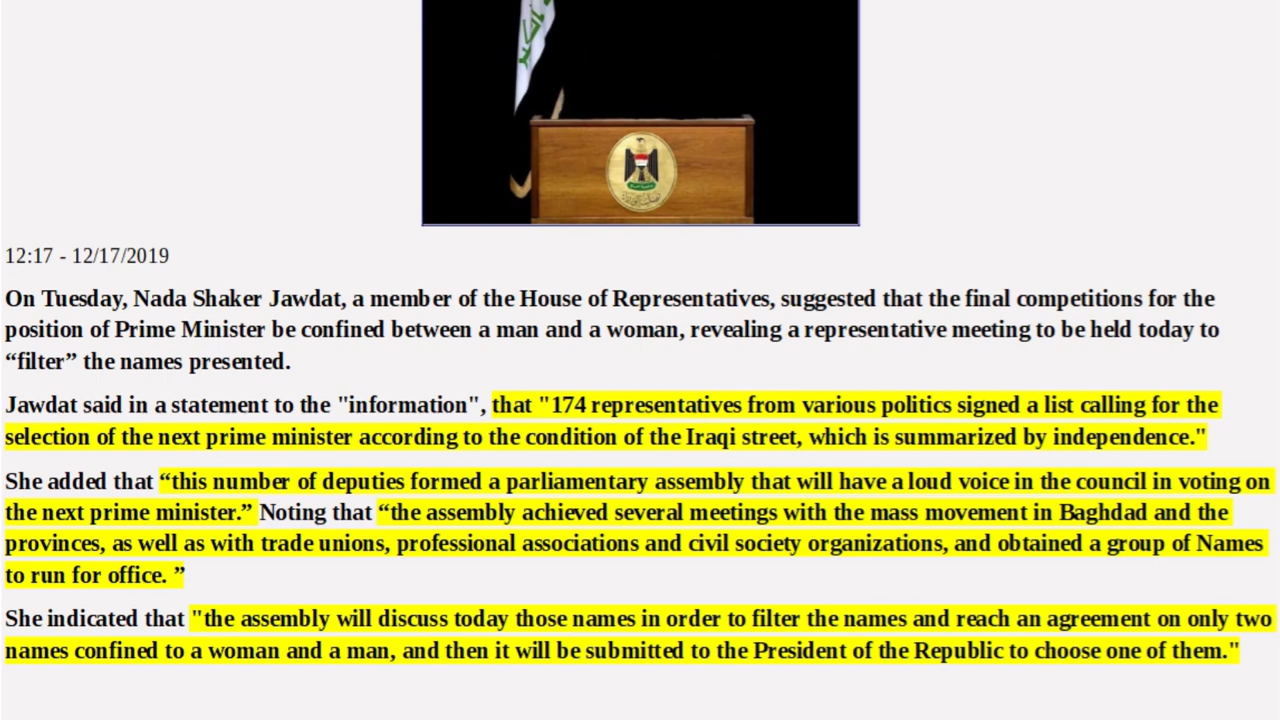 12:17 - 12/17/2019
On Tuesday, Nada Shaker Jawdat, a member of the House of Representatives, suggested that the final competitions for the
position of Prime Minister be confined between a man and a woman, revealing a representative meeting to be held today to
“filter” the names presented.
Jawdat said in a statement to the "information", that "174 representatives from various politics signed a list calling for the
selection of the next prime minister according to the condition of the Iraqi street, which is summarized by independence."
She added that “this number of deputies formed a parliamentary assembly that will have a loud voice in the council in voting on
the next prime minister.” Noting that “the assembly achieved several meetings with the mass movement in Baghdad and the
provinces, as well as with trade unions, professional associations and civil society organizations, and obtained a group of Names
to run for office. ”
She indicated that "the assembly will discuss today those names in order to filter the names and reach an agreement on only two
names confined to a woman and a man, and then it will be submitted to the President of the Republic to choose one of them."